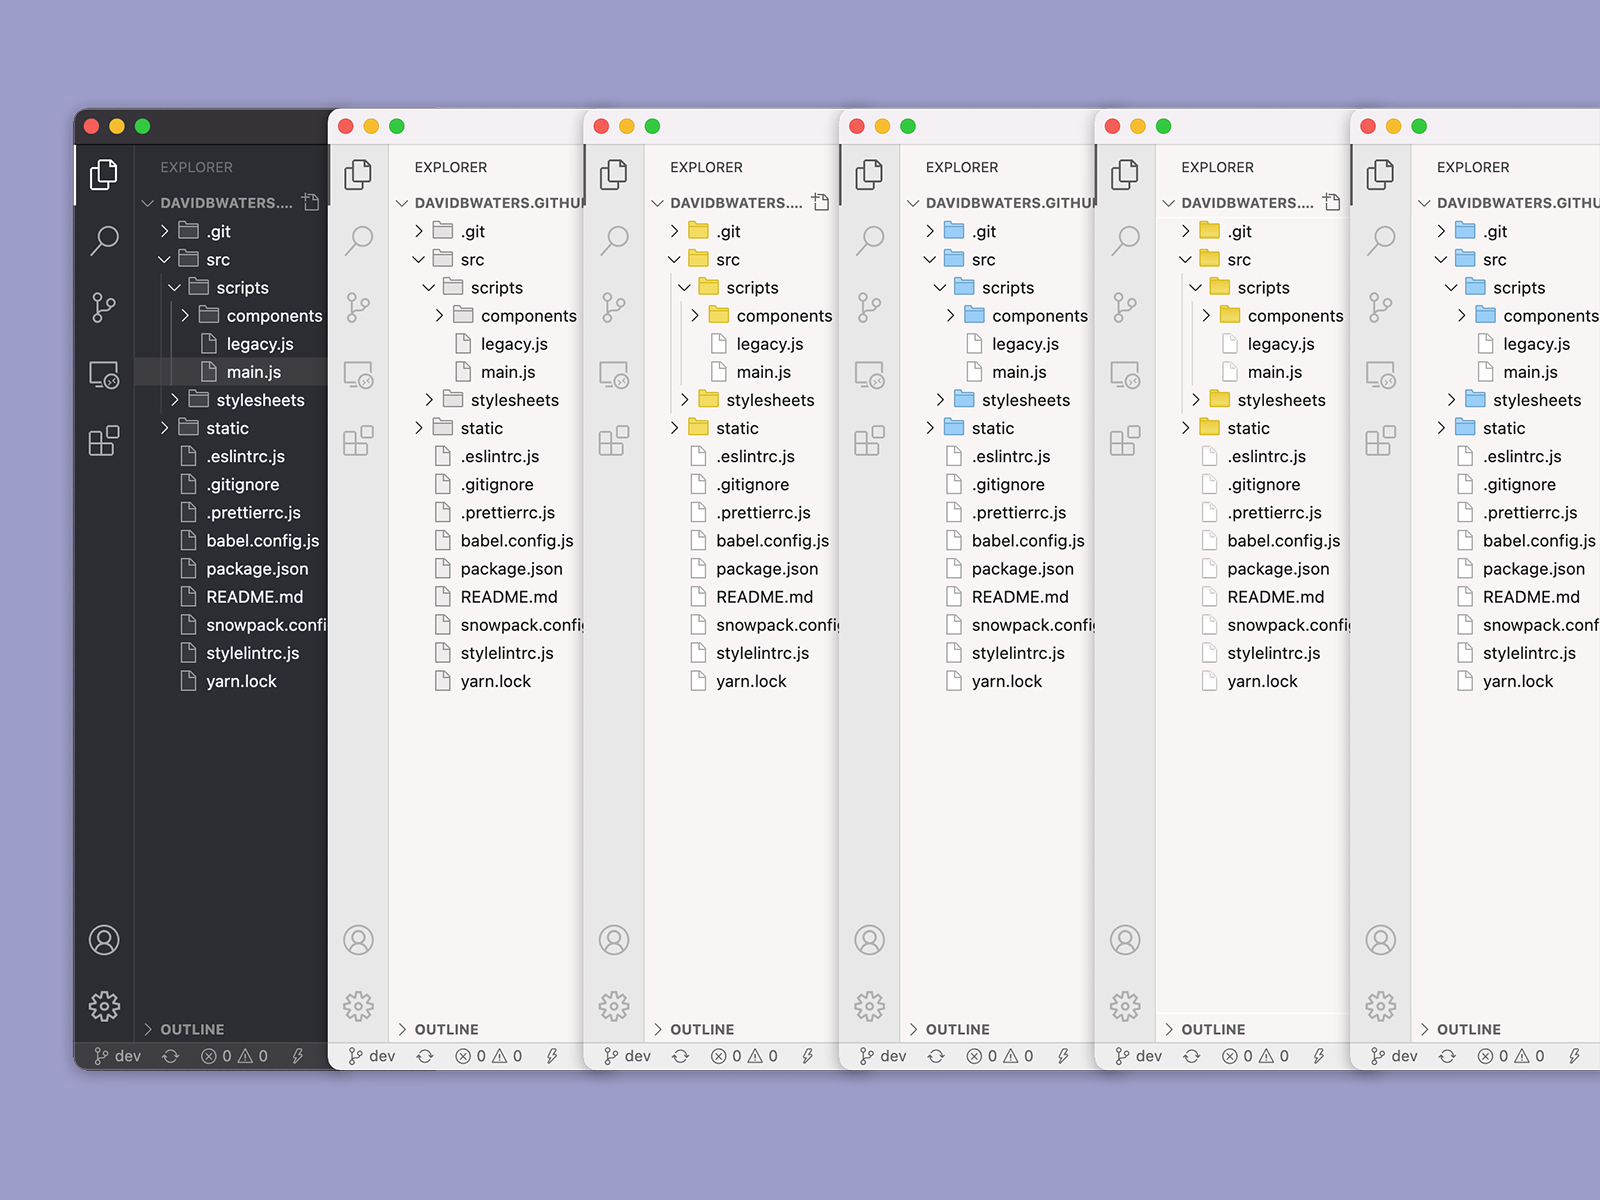 EXPLORER
DAVIDBWATERS....
.git
src
scripts
components
legacy.js
main.js
stylesheets
static
.eslintrc.js
.gitignore
.prettierrc.js
babel.config.js
package.json
README.md
snowpack.confi
stylelintrc.js
yarn.lock
OUTLINE
dev 0 0
EXPLORER
DAVIDBWATERS.GITHU
.git
src
scripts
components
legacy.js
main.js
stylesheets
static
.eslintrc.js
.gitignore
.prettierrc.js
babel.config.js
package.json
README.md
snowpack.config
stylelintrc.js
yarn.lock
OUTLINE
dev 0 0
EXPLORER
DAVIDBWATERS....
.git
src
scripts
components
legacy.js
main.js
stylesheets
static
.eslintrc.js
.gitignore
.prettierrc.js
babel.config.js
package.json
README.md
snowpack.config
stylelintrc.js
yarn.lock
OUTLINE
dev 0 0
EXPLORER
DAVIDBWATERS.GITHU
.git
src
scripts
components
legacy.js
main.js
stylesheets
static
.eslintrc.js
.gitignore
.prettierrc.js
babel.config.js
package.json
README.md
snowpack.config
stylelintrc.js
yarn.lock
OUTLINE
dev 0 0
EXPLORER
DAVIDBWATERS....
.git
src
scripts
components
legacy.js
main.js
stylesheets
static
.eslintrc.js
.gitignore
.prettierrc.js
babel.config.js
package.json
README.md
snowpack.config
stylelintrc.js
yarn.lock
OUTLINE
dev 0 0
EXPLORER
DAVIDBWATERS.GITHU
.git
src
scripts
components
legacy.js
main.js
stylesheets
static
.eslintrc.js
.gitignore
.prettierrc.js
babel.config.js
package.json
README.md
snowpack.conf
stylelintrc.js
yarn.lock
OUTLINE
dev 0 0